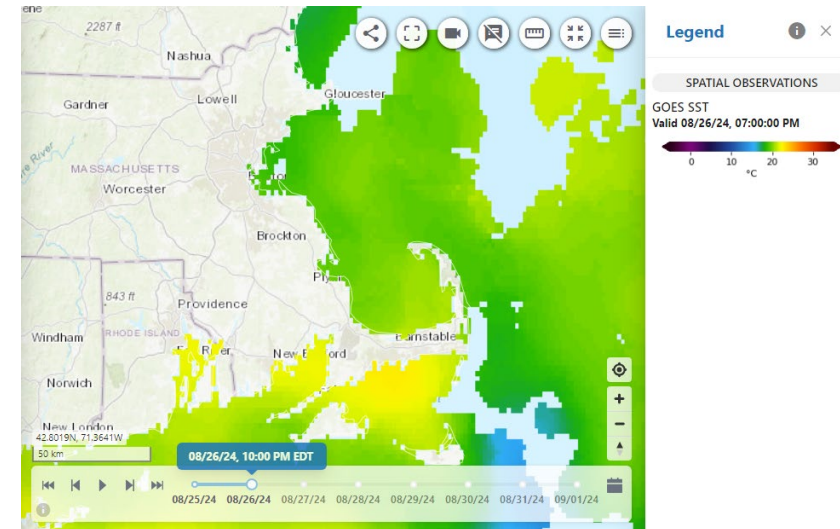 ene
2287 ft
Nashua
Gardner
Lowell
Gloucester
MASSACHUSETTS
Worcester
Brockton
843 ft
Providence
Windham
RHODE ISLAND
Norwich
New London
42.8019N, 71.3641W
50 km
08/26/24, 10:00 PM EDT
08/25/24
08/26/24
08/27/24
08/28/24
08/29/24
08/30/24
08/31/24
09/01/24
Legend
SPATIAL OBSERVATIONS
GOES SST
Valid 08/26/24, 07:00:00 PM
0 10 20 30
°C